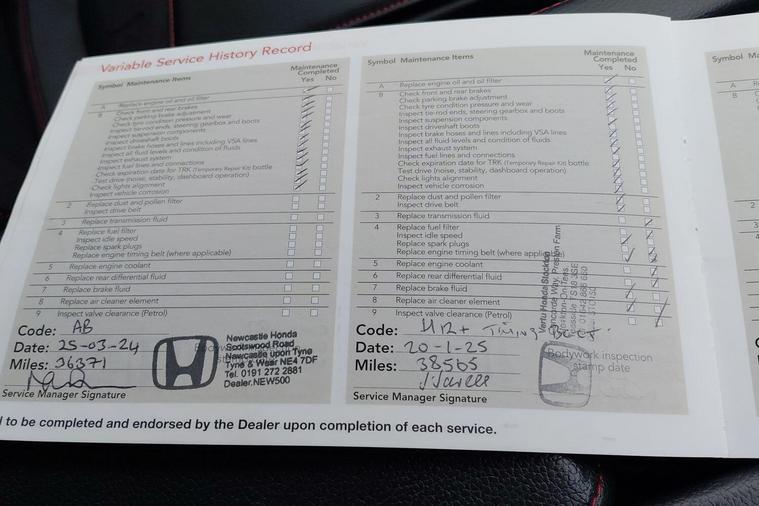 Variable Service History Record
Symbol Maintenance Items
Maintenance
Completed
Yes No
A Replace engine oil and oil filter
B Check front and rear brakes
Check parking brake adjustment
Check tyre condition pressure and wear
Inspect tie-rod ends, steering gearbox and boots
Inspect suspension components
Inspect driveshaft boots
Inspect brake hoses and lines including VSA lines
Inspect all fluid levels and condition of fluids
Inspect exhaust system
Inspect fuel lines and connections
Check expiration date for TRK (Temporary Repair Kit) bottle
Test drive (noise, stability, dashboard operation)
Check lights alignment
Inspect vehicle corrosion
2 Replace dust and pollen filter
Inspect drive belt
3 Replace transmission fluid
4 Replace fuel filter
Inspect idle speed
Replace spark plugs
Replace engine timing belt (where applicable)
5 Replace engine coolant
6 Replace rear differential fluid
7 Replace brake fluid
8 Replace air cleaner element
9 Inspect valve clearance (Petrol)
Code: AB
Date: 25-03-24
Miles: 36371
Service Manager Signature
Newcastle Honda
Scotswood Road
Newcastle upon Tyne
Tyne & Wear NE4 7DF
Tel. 0191 272 2881
Dealer.NEW500
Symbol Maintenance Items
Maintenance
Completed
Yes No
A Replace engine oil and oil filter
B Check front and rear brakes
Check parking brake adjustment
Check tyre condition pressure and wear
Inspect tie-rod ends, steering gearbox and boots
Inspect suspension components
Inspect driveshaft boots
Inspect brake hoses and lines including VSA lines
Inspect all fluid levels and condition of fluids
Inspect exhaust system
Inspect fuel lines and connections
Check expiration date for TRK (Temporary Repair Kit) bottle
Test drive (noise, stability, dashboard operation)
Check lights alignment
Inspect vehicle corrosion
2 Replace dust and pollen filter
Inspect drive belt
3 Replace transmission fluid
4 Replace fuel filter
Inspect idle speed
Replace spark plugs
Replace engine timing belt (where applicable)
5 Replace engine coolant
6 Replace rear differential fluid
7 Replace brake fluid
8 Replace air cleaner element
9 Inspect valve clearance (Petrol)
Vertu Honda Stockton
Concorde Way, Preston Farm
Stockton-On-Tees
Code: Timing Belt.
Date: 20-1-25
Miles: 38565
Service Manager Signature
Bodywork inspection
stamp date
Symbol
to be completed and endorsed by the Dealer upon completion of each service.